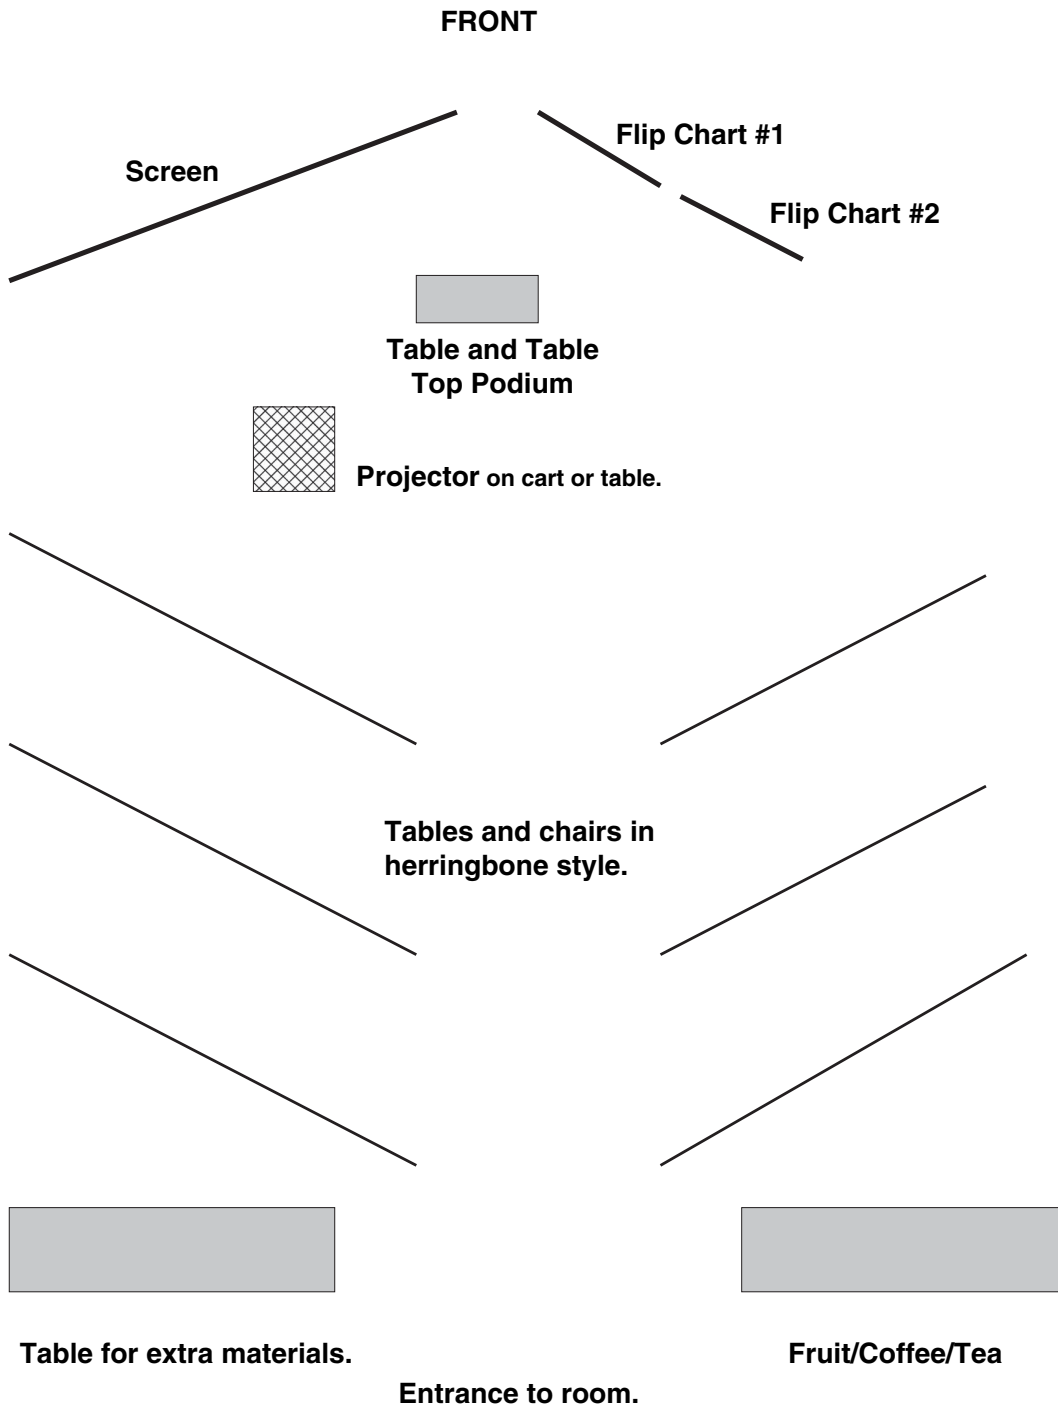 FRONT
Screen
Flip Chart #1
Flip Chart #2
Table and Table
Top Podium
Projector on cart or table.
Tables and chairs in
herringbone style.
Table for extra materials.
Fruit/Coffee/Tea
Entrance to room.